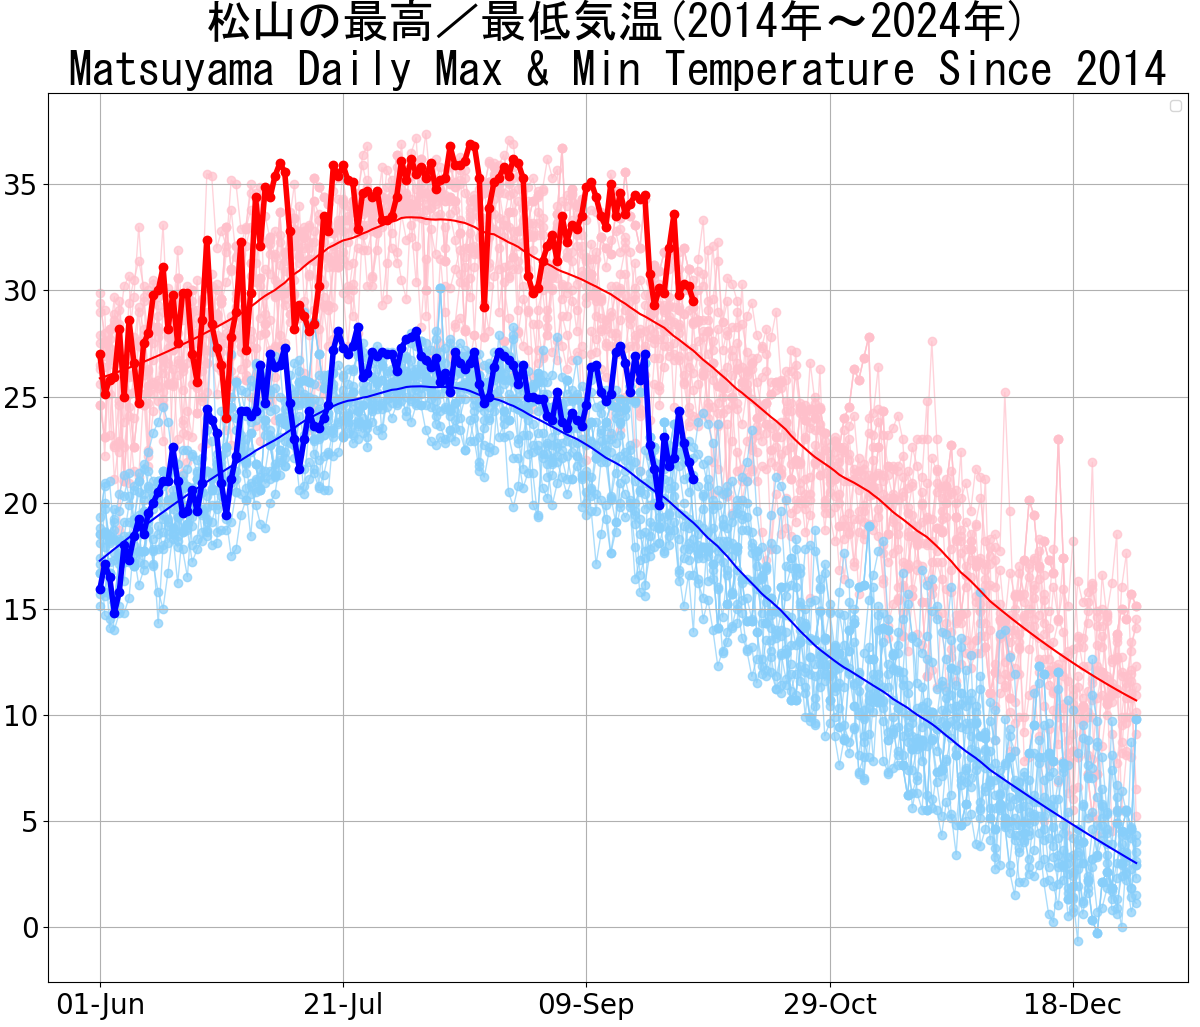 松山の最高／最低気温(2014年～2024年)
Matsuyama Daily Max & Min Temperature Since 2014
35
30
25
20
15
10
5
0
01-Jun 21-Jul 09-Sep 29-Oct 18-Dec